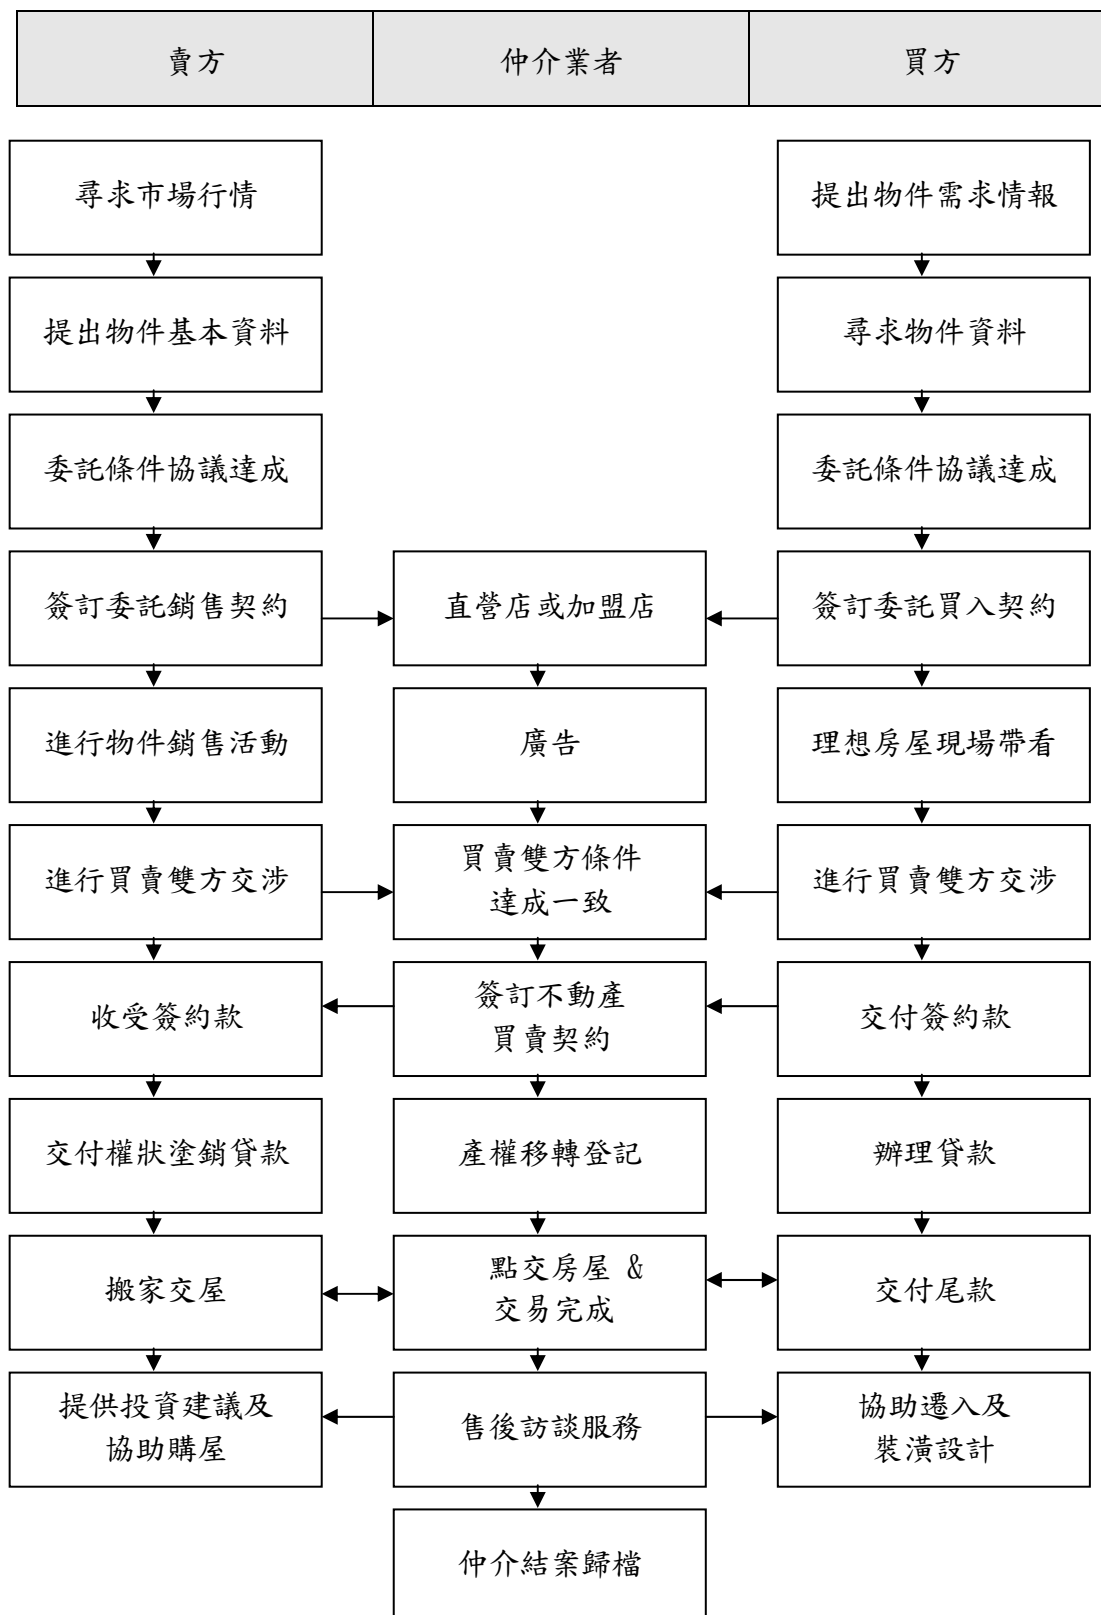 賣方
仲介業者
買方
尋求市場行情
提出物件需求情報
提出物件基本資料
尋求物件資料
委託條件協議達成
委託條件協議達成
簽訂委託銷售契約
直營店或加盟店
簽訂委託買入契約
進行物件銷售活動
廣告
理想房屋現場帶看
進行買賣雙方交涉
買賣雙方條件
達成一致
進行買賣雙方交涉
收受簽約款
簽訂不動產
買賣契約
交付簽約款
交付權狀塗銷貸款
產權移轉登記
辦理貸款
搬家交屋
點交房屋 &
交易完成
交付尾款
提供投資建議及
協助購屋
售後訪談服務
協助遷入及
裝潢設計
仲介結案歸檔